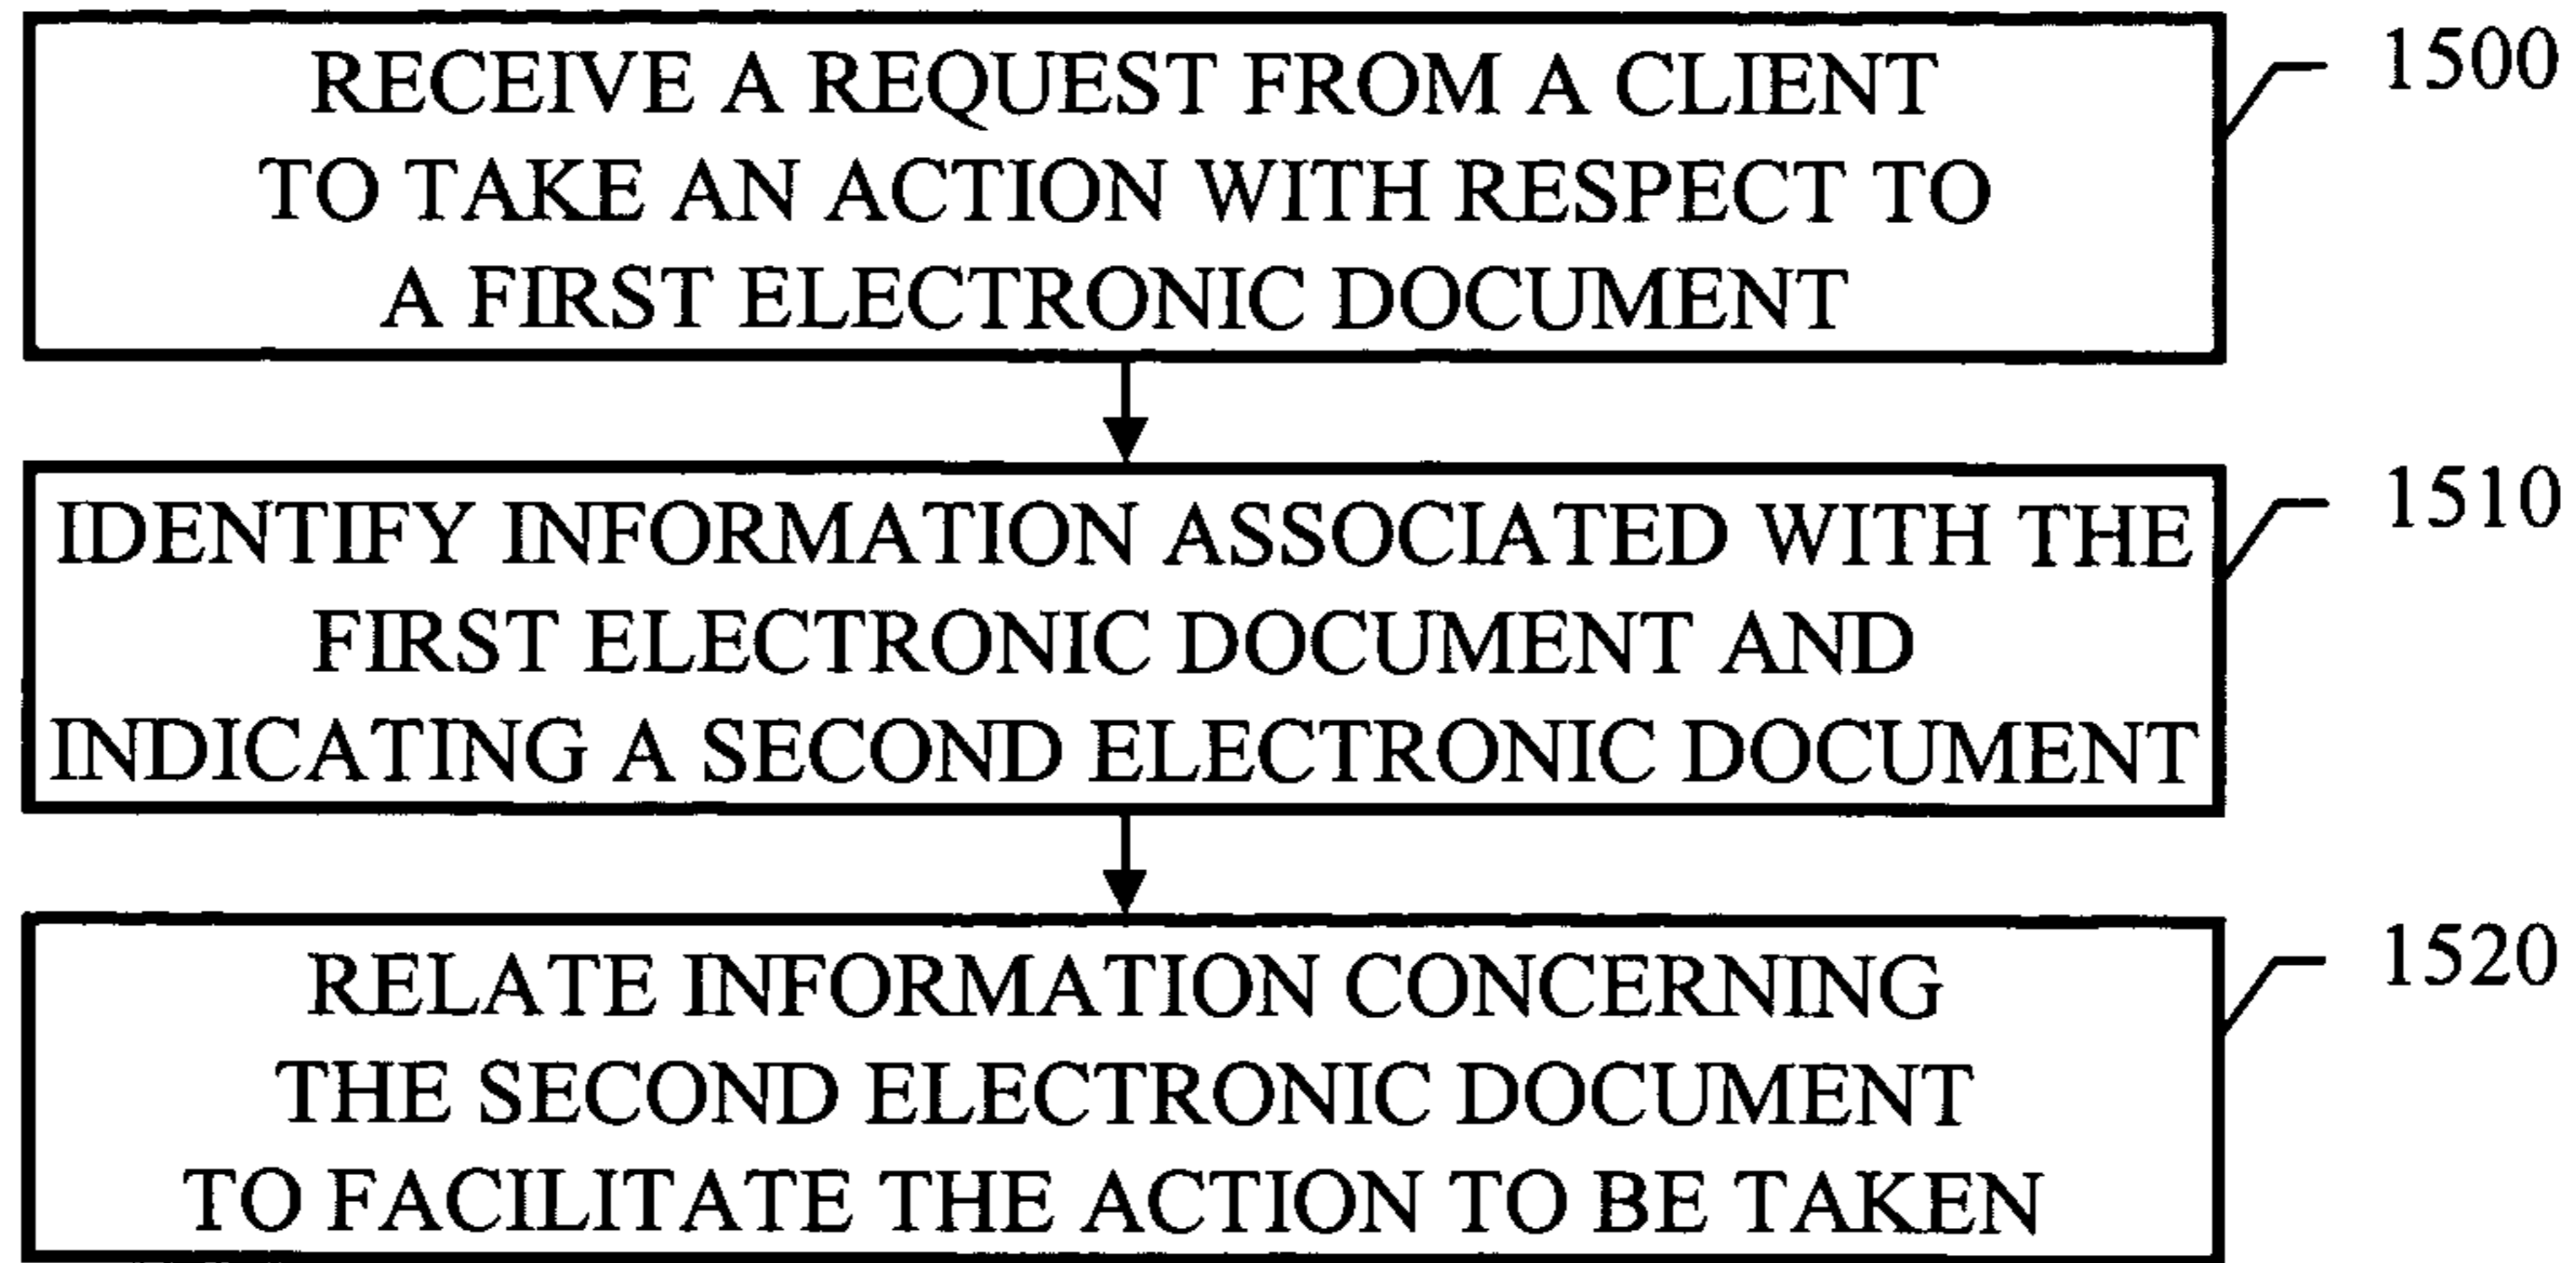 RECEIVE A REQUEST FROM A CLIENT
TO TAKE AN ACTION WITH RESPECT TO
A FIRST ELECTRONIC DOCUMENT
1500
IDENTIFY INFORMATION ASSOCIATED WITH THE
FIRST ELECTRONIC DOCUMENT AND
INDICATING A SECOND ELECTRONIC DOCUMENT
1510
RELATE INFORMATION CONCERNING
THE SECOND ELECTRONIC DOCUMENT
TO FACILITATE THE ACTION TO BE TAKEN
1520